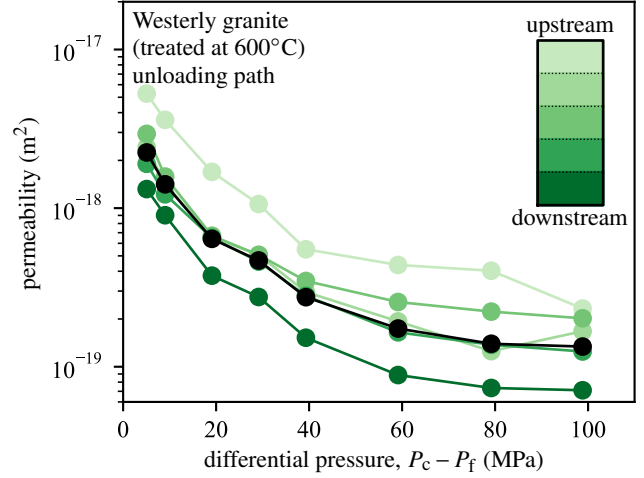 Westerly granite
(treated at 600°C)
unloading path
upstream
downstream
permeability (m²)
10⁻¹⁷
10⁻¹⁸
10⁻¹⁹
0 20 40 60 80 100
differential pressure, P_c – P_f (MPa)